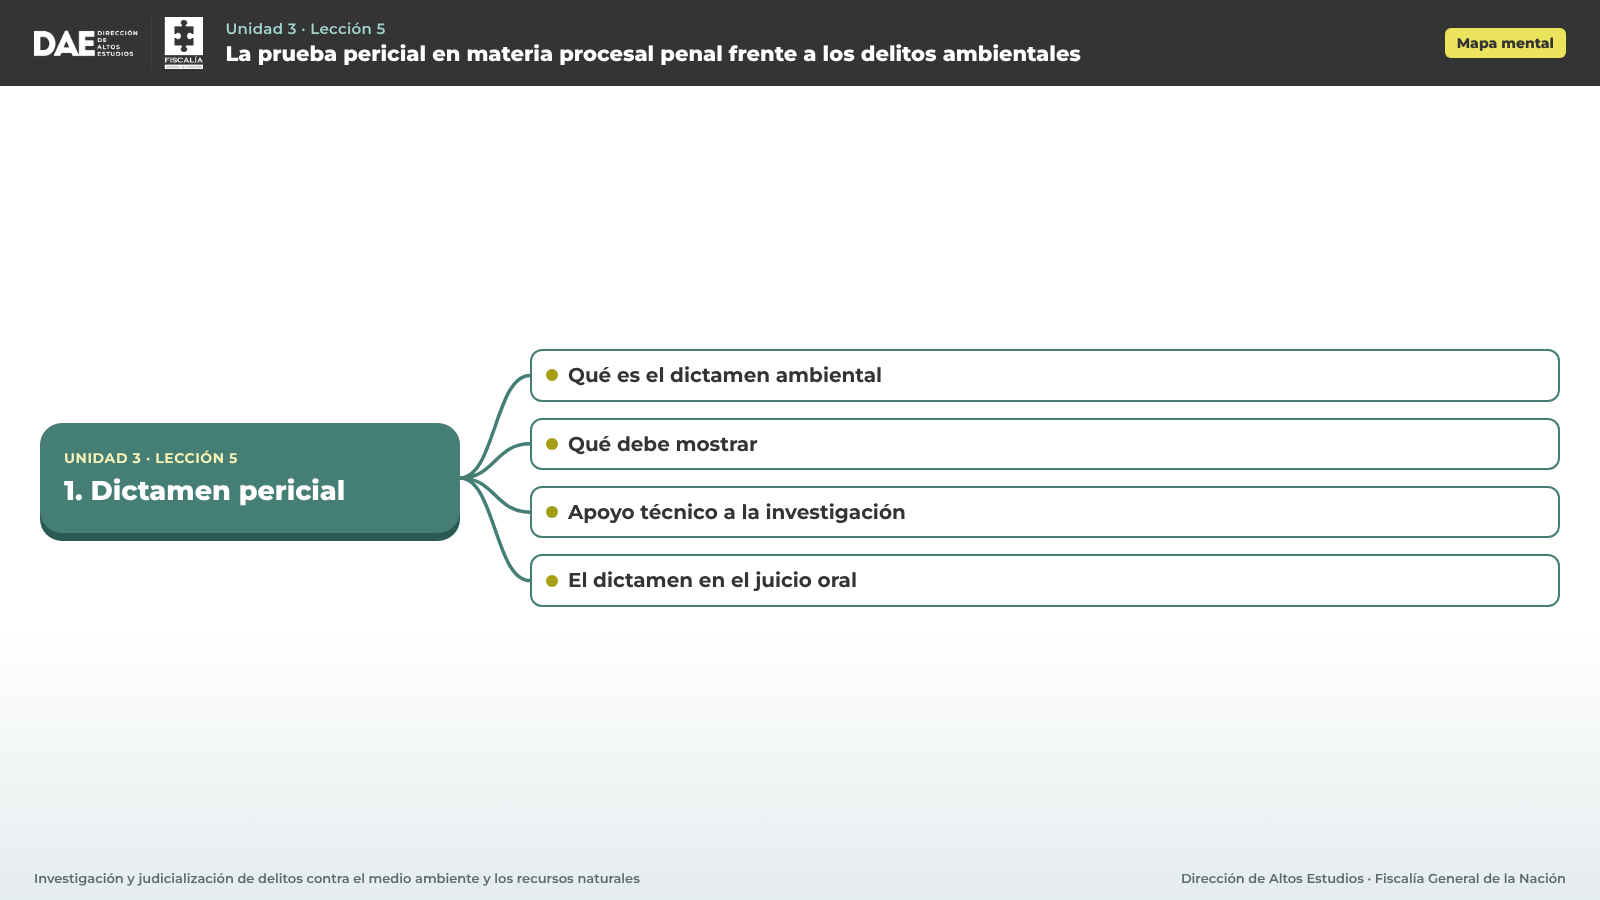 DAE
DIRECCIÓN
DE
ALTOS
ESTUDIOS
FISCALÍA
Unidad 3 · Lección 5
La prueba pericial en materia procesal penal frente a los delitos ambientales
Mapa mental
UNIDAD 3 · LECCIÓN 5
1. Dictamen pericial
Qué es el dictamen ambiental
Qué debe mostrar
Apoyo técnico a la investigación
El dictamen en el juicio oral
Investigación y judicialización de delitos contra el medio ambiente y los recursos naturales
Dirección de Altos Estudios · Fiscalía General de la Nación